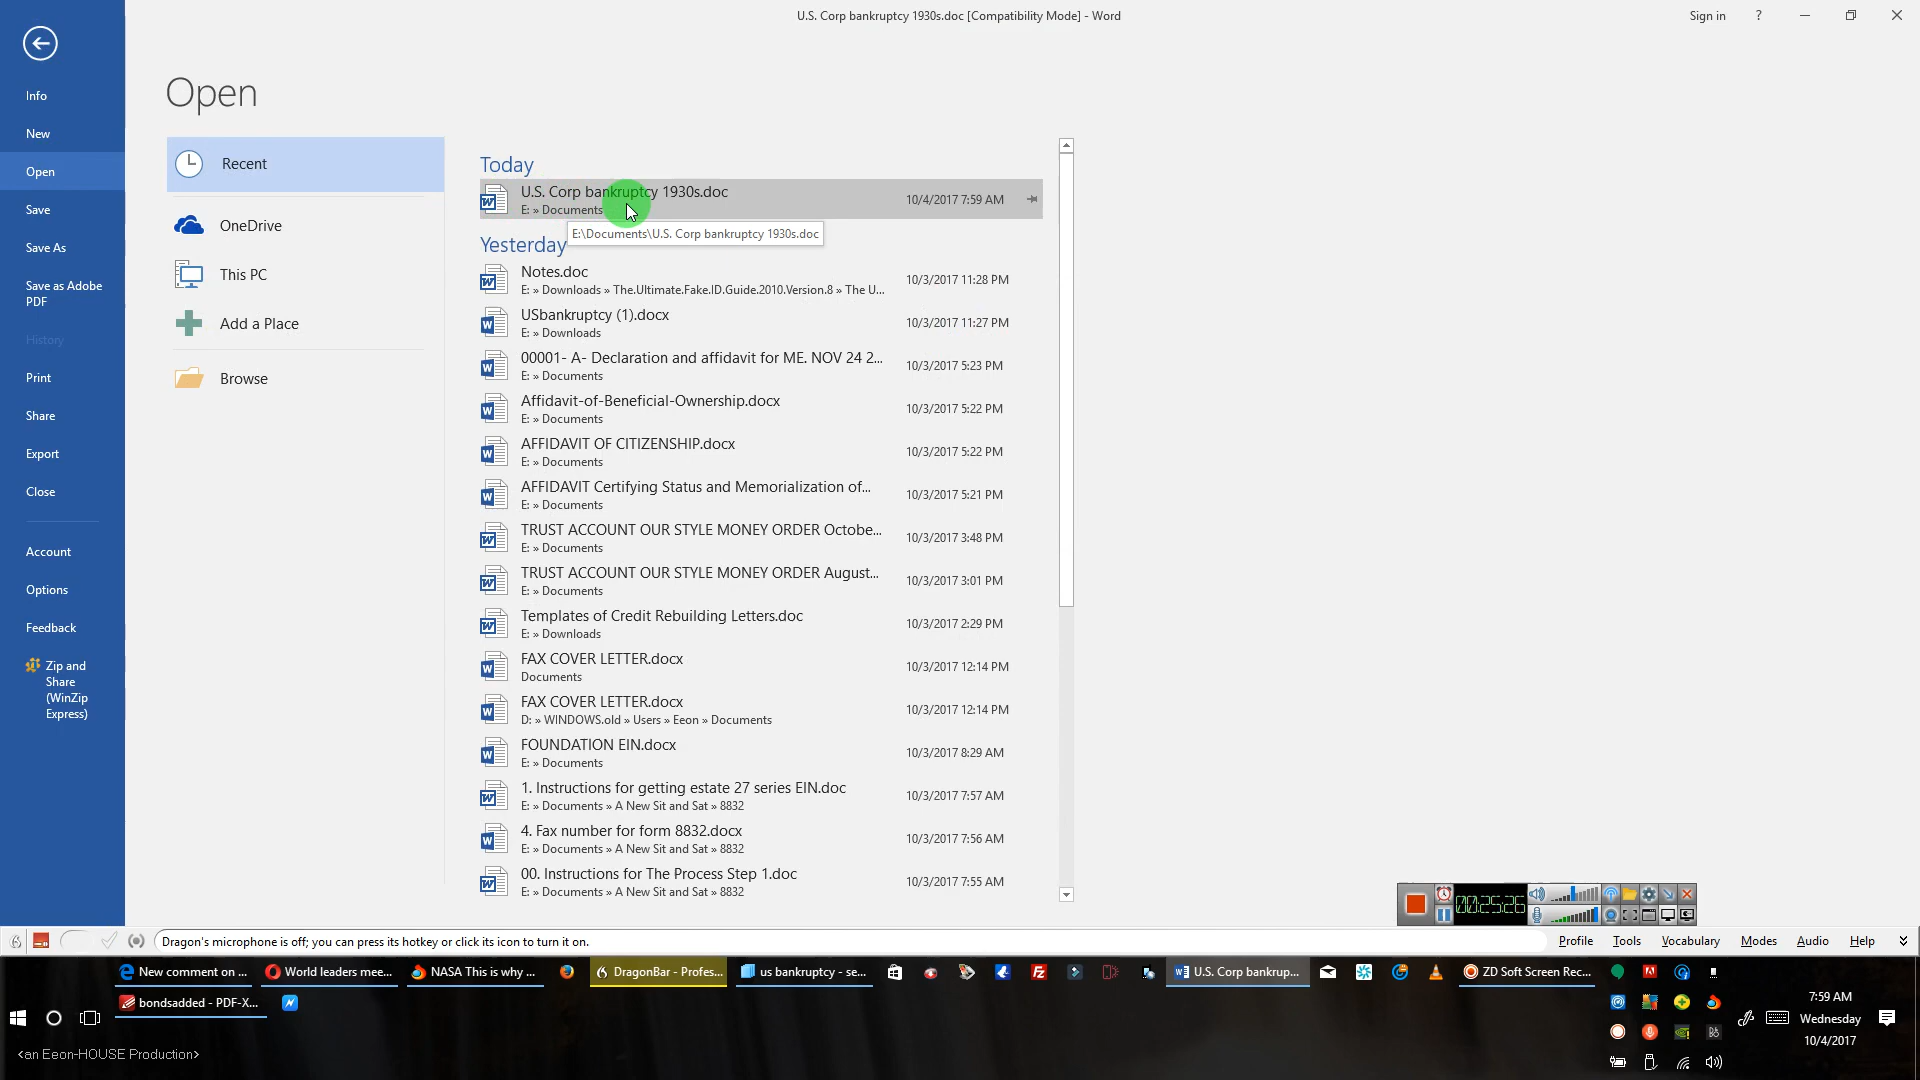 U.S. Corp bankruptcy 1930s.doc [Compatibility Mode] - Word
Sign in
?
Info
New
Open
Save
Save As
Save as Adobe
PDF
History
Print
Share
Export
Close
Account
Options
Feedback
Zip and
Share
(WinZip
Express)
Open
Recent
OneDrive
This PC
Add a Place
Browse
Today
U.S. Corp bankruptcy 1930s.doc
10/4/2017 7:59 AM
E: » Documents
E:\Documents\U.S. Corp bankruptcy 1930s.doc
Yesterday
Notes.doc
10/3/2017 11:28 PM
E: » Downloads » The.Ultimate.Fake.ID.Guide.2010.Version.8 » The U...
USbankruptcy (1).docx
10/3/2017 11:27 PM
E: » Downloads
00001- A- Declaration and affidavit for ME. NOV 24 2...
10/3/2017 5:23 PM
E: » Documents
Affidavit-of-Beneficial-Ownership.docx
10/3/2017 5:22 PM
E: » Documents
AFFIDAVIT OF CITIZENSHIP.docx
10/3/2017 5:22 PM
E: » Documents
AFFIDAVIT Certifying Status and Memorialization of...
10/3/2017 5:21 PM
E: » Documents
TRUST ACCOUNT OUR STYLE MONEY ORDER Octobe...
10/3/2017 3:48 PM
E: » Documents
TRUST ACCOUNT OUR STYLE MONEY ORDER August...
10/3/2017 3:01 PM
E: » Documents
Templates of Credit Rebuilding Letters.doc
10/3/2017 2:29 PM
E: » Downloads
FAX COVER LETTER.docx
10/3/2017 12:14 PM
Documents
FAX COVER LETTER.docx
10/3/2017 12:14 PM
D: » WINDOWS.old » Users » Eeon » Documents
FOUNDATION EIN.docx
10/3/2017 8:29 AM
E: » Documents
1. Instructions for getting estate 27 series EIN.doc
10/3/2017 7:57 AM
E: » Documents » A New Sit and Sat » 8832
4. Fax number for form 8832.docx
10/3/2017 7:56 AM
E: » Documents » A New Sit and Sat » 8832
00. Instructions for The Process Step 1.doc
10/3/2017 7:55 AM
E: » Documents » A New Sit and Sat » 8832
00:25:26
Dragon's microphone is off; you can press its hotkey or click its icon to turn it on.
Profile
Tools
Vocabulary
Modes
Audio
Help
New comment on ...
World leaders mee...
NASA This is why ...
DragonBar - Profes...
us bankruptcy - se...
U.S. Corp bankrup...
ZD Soft Screen Rec...
bondsadded - PDF-X...
7:59 AM
Wednesday
10/4/2017
<an Eeon-HOUSE Production>